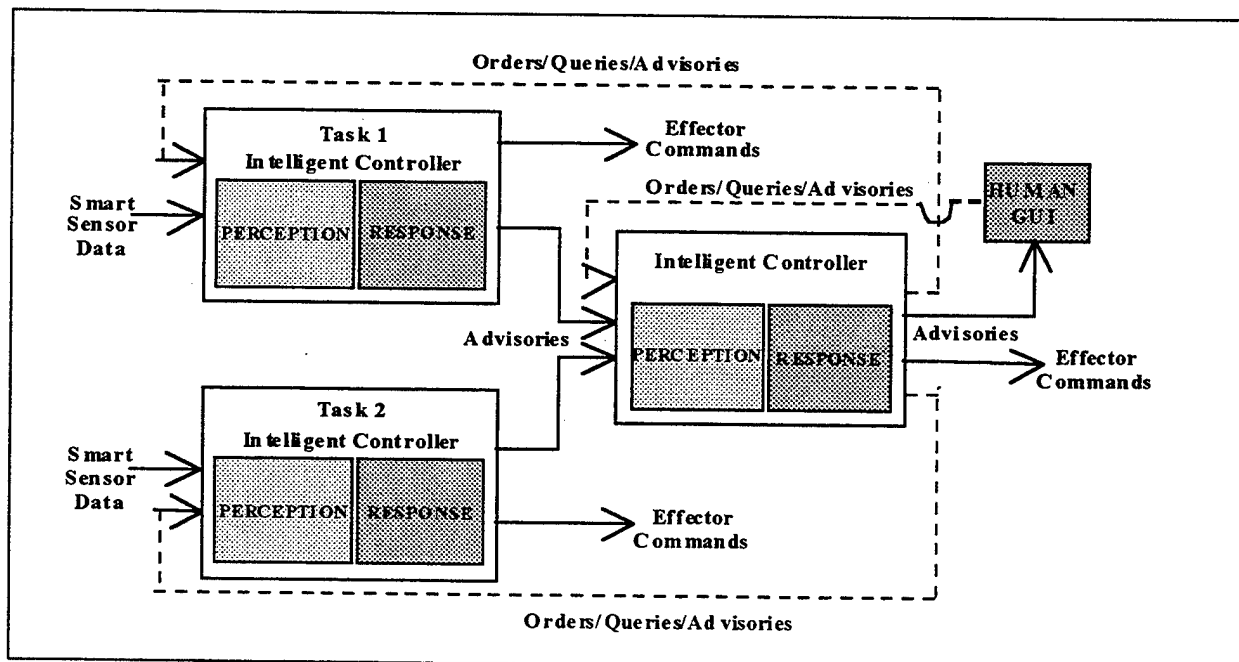 Orders/Queries/Advisories
Task 1
Intelligent Controller
PERCEPTION
RESPONSE
Smart
Sensor
Data
Effector
Commands
Orders/Queries/Advisories
HUMAN
GUI
Intelligent Controller
PERCEPTION
RESPONSE
Advisories
Advisories
Effector
Commands
Task 2
Intelligent Controller
PERCEPTION
RESPONSE
Smart
Sensor
Data
Effector
Commands
Orders/Queries/Advisories